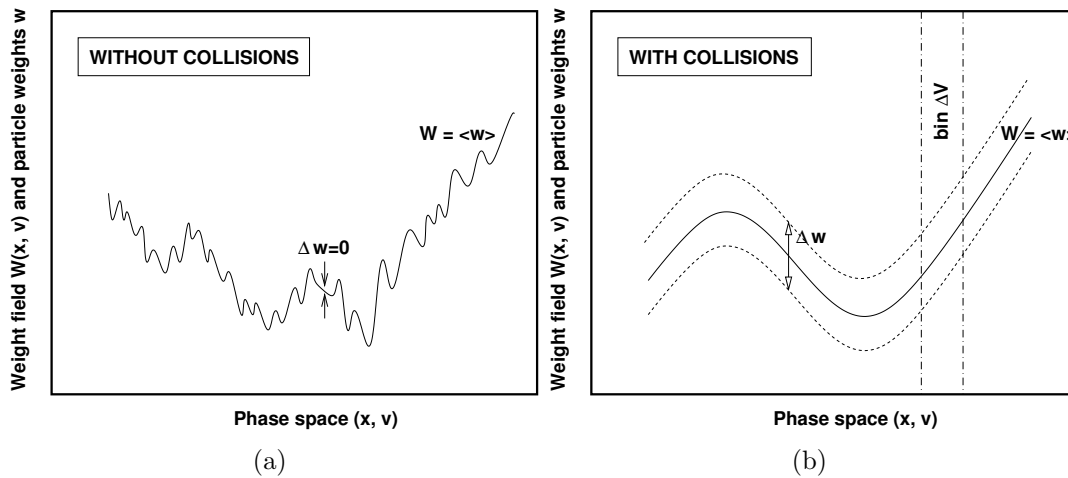 Weight field W(x, v) and particle weights w
WITHOUT COLLISIONS
W = <w>
Δ w=0
Phase space (x, v)
(a)
Weight field W(x, v) and particle weights w
WITH COLLISIONS
bin ΔV
W = <w>
Δ w
Phase space (x, v)
(b)